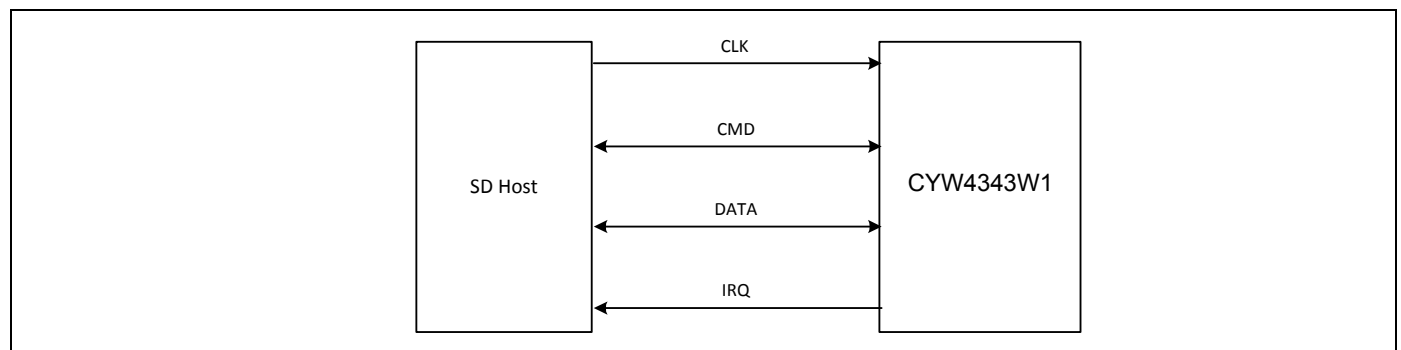 CLK
CMD
SD Host
CYW4343W1
DATA
IRQ